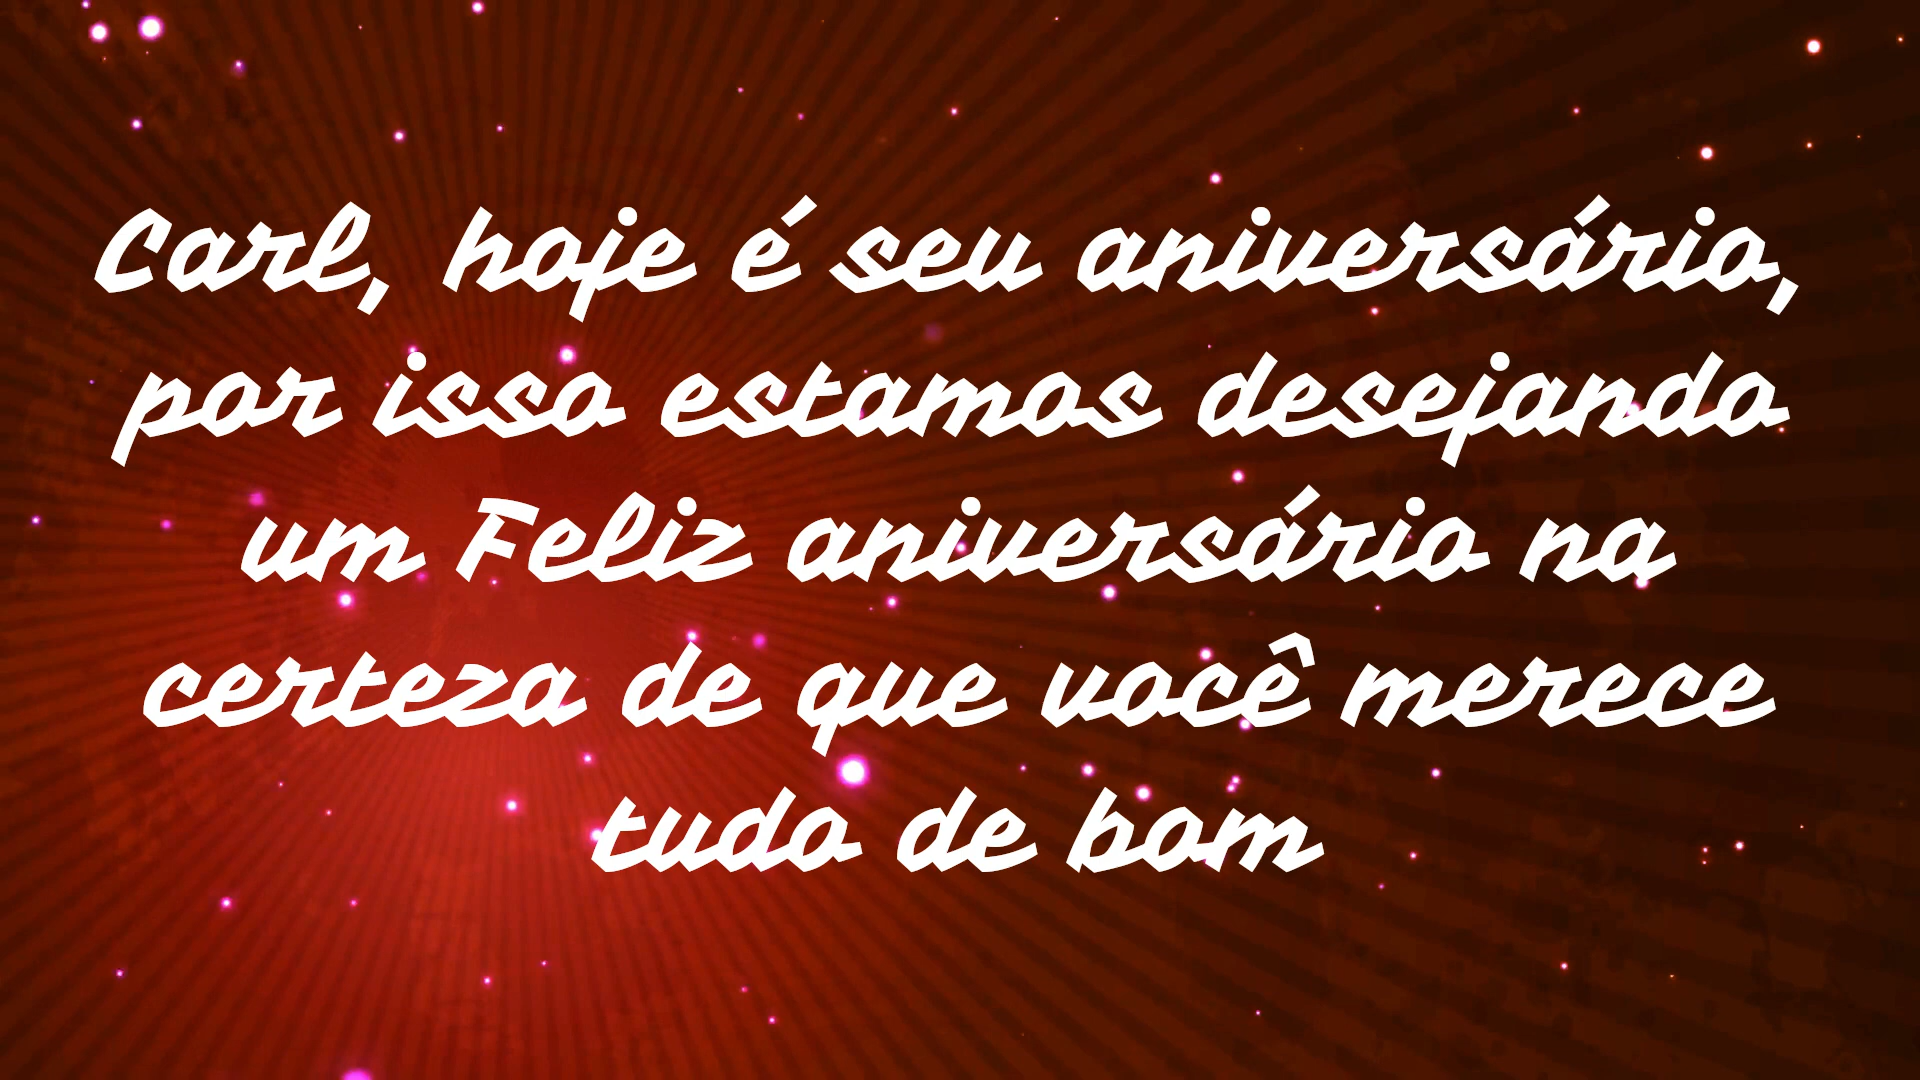 Carl, hoje é seu aniversário,
por isso estamos desejando
um Feliz aniversário na
certeza de que você merece
tudo de bom